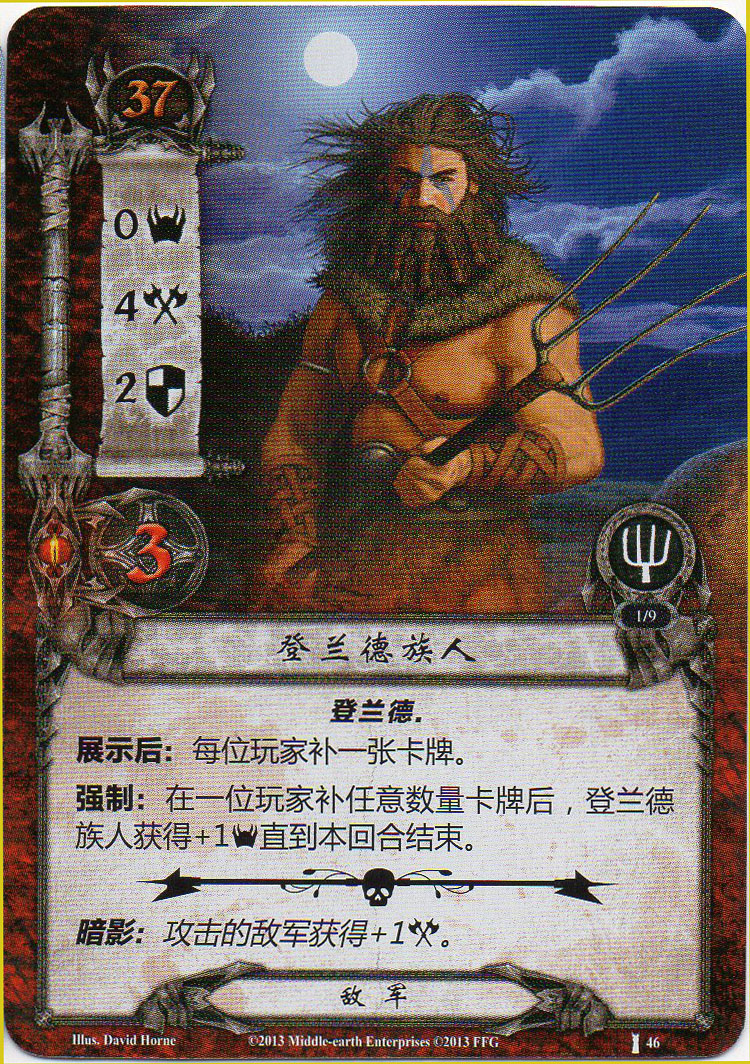 37
0
4
2
3
1/9
登兰德族人
登兰德.
展示后：每位玩家补一张卡牌。
强制：在一位玩家补任意数量卡牌后，登兰德
族人获得+1直到本回合结束。
暗影：攻击的敌军获得+1。
敌军
Illus. David Horne ©2013 Middle-earth Enterprises ©2013 FFG 46